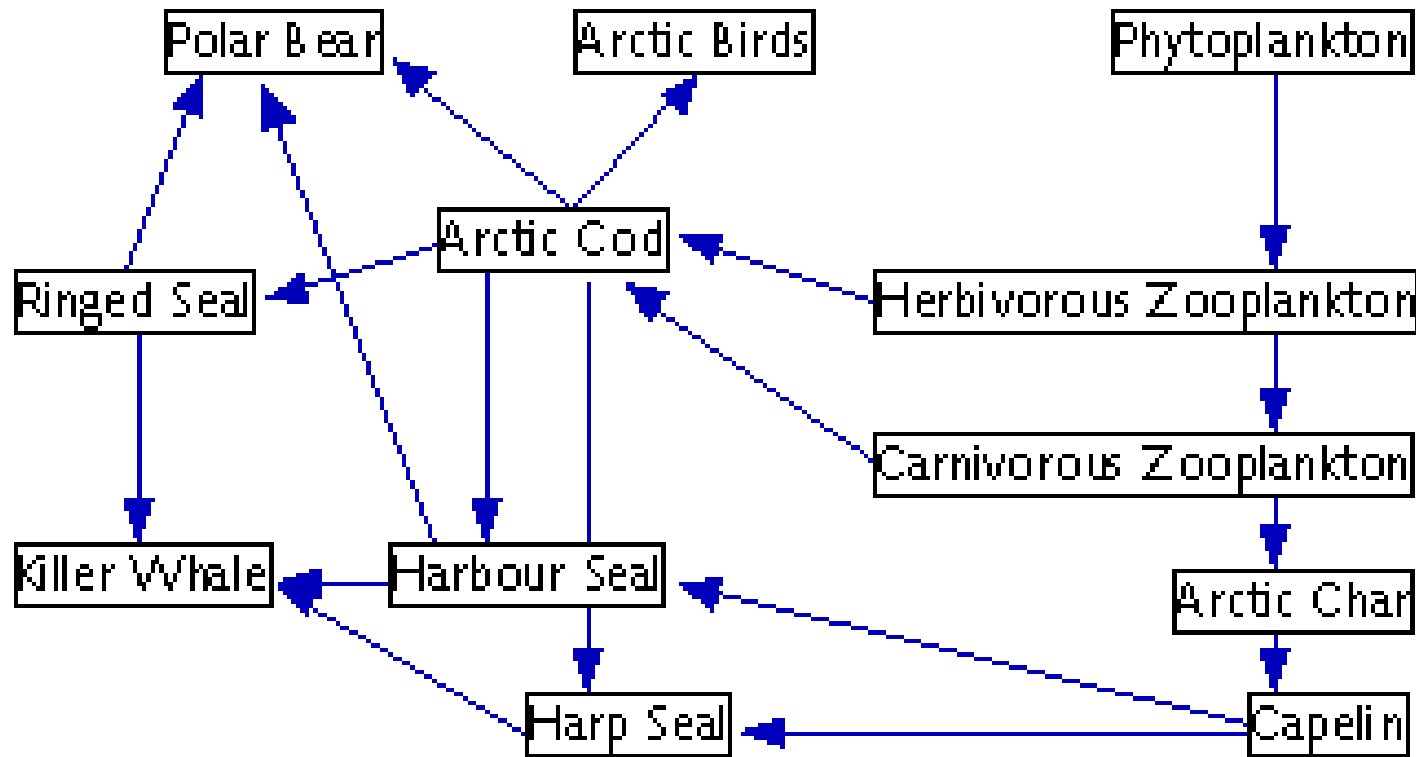 Polar Bear
Arctic Birds
Phytoplankton
Arctic Cod
Ringed Seal
Herbivorous Zooplankton
Carnivorous Zooplankton
Killer Whale
Harbour Seal
Arctic Char
Harp Seal
Capelin